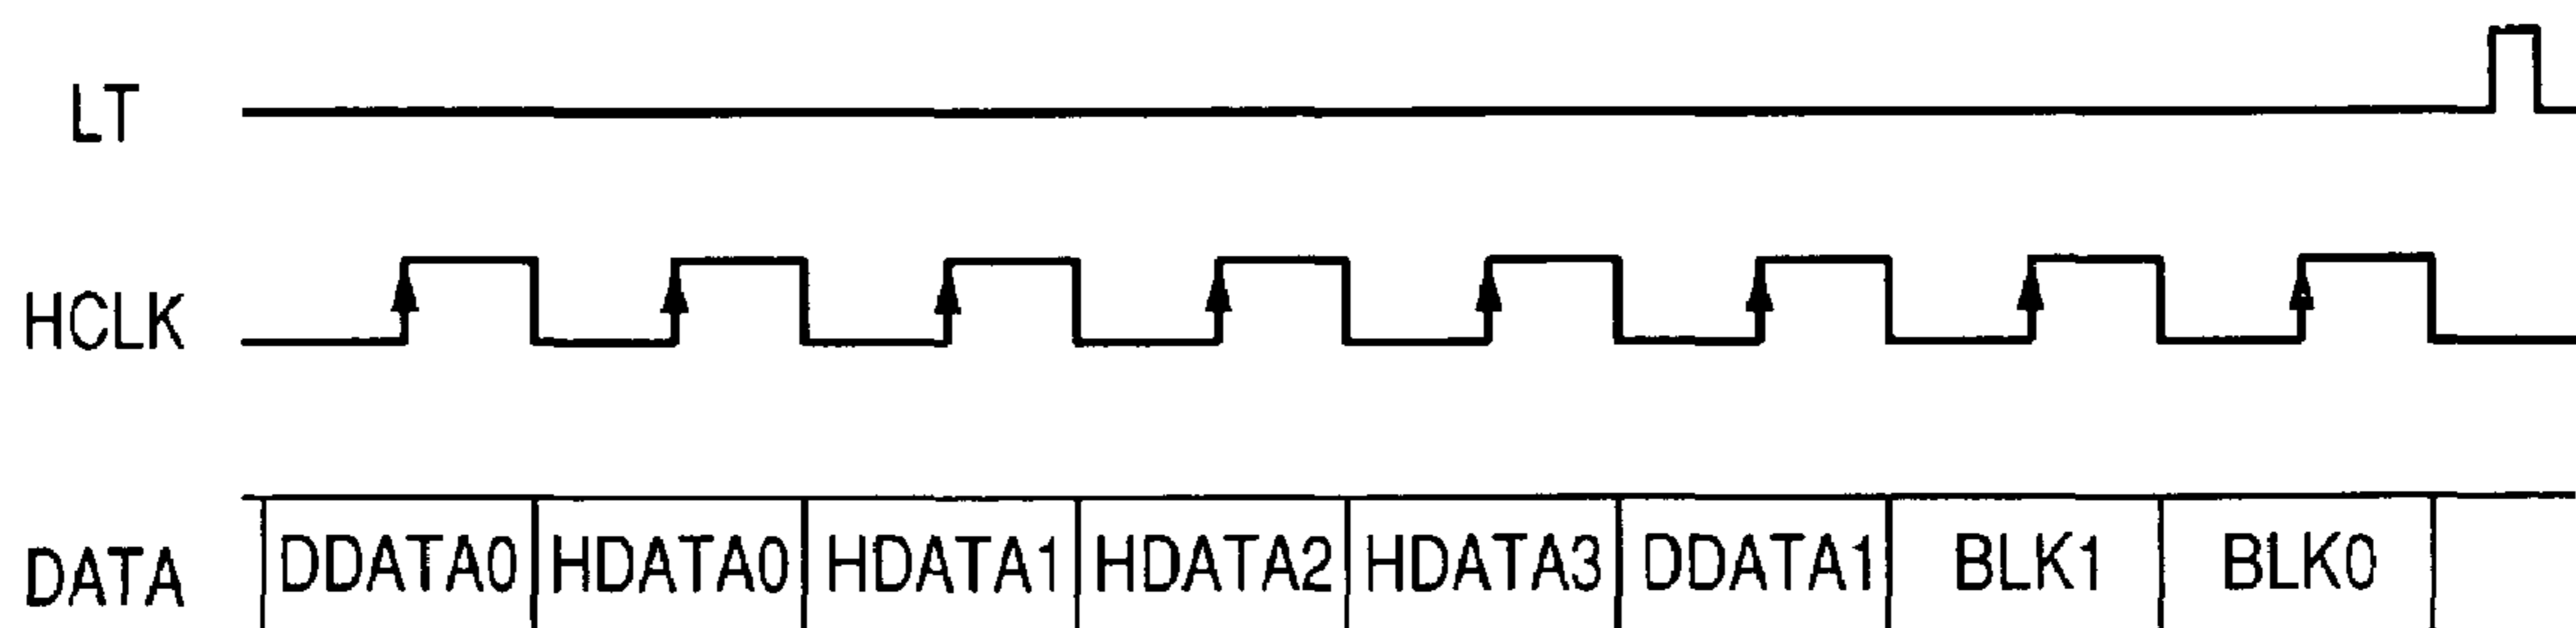 LT
HCLK
DATA DDATA0 HDATA0 HDATA1 HDATA2 HDATA3 DDATA1 BLK1 BLK0